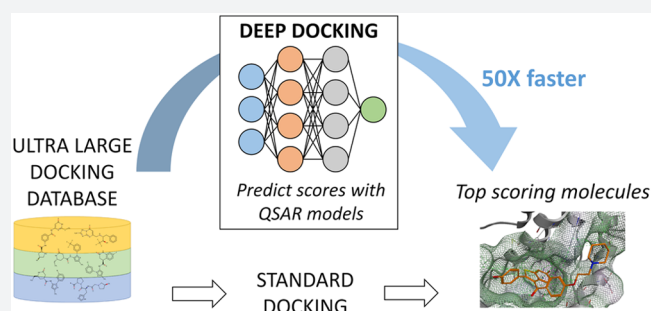 DEEP DOCKING
50X faster
ULTRA LARGE
DOCKING
DATABASE
Predict scores with
QSAR models
Top scoring molecules
STANDARD
DOCKING